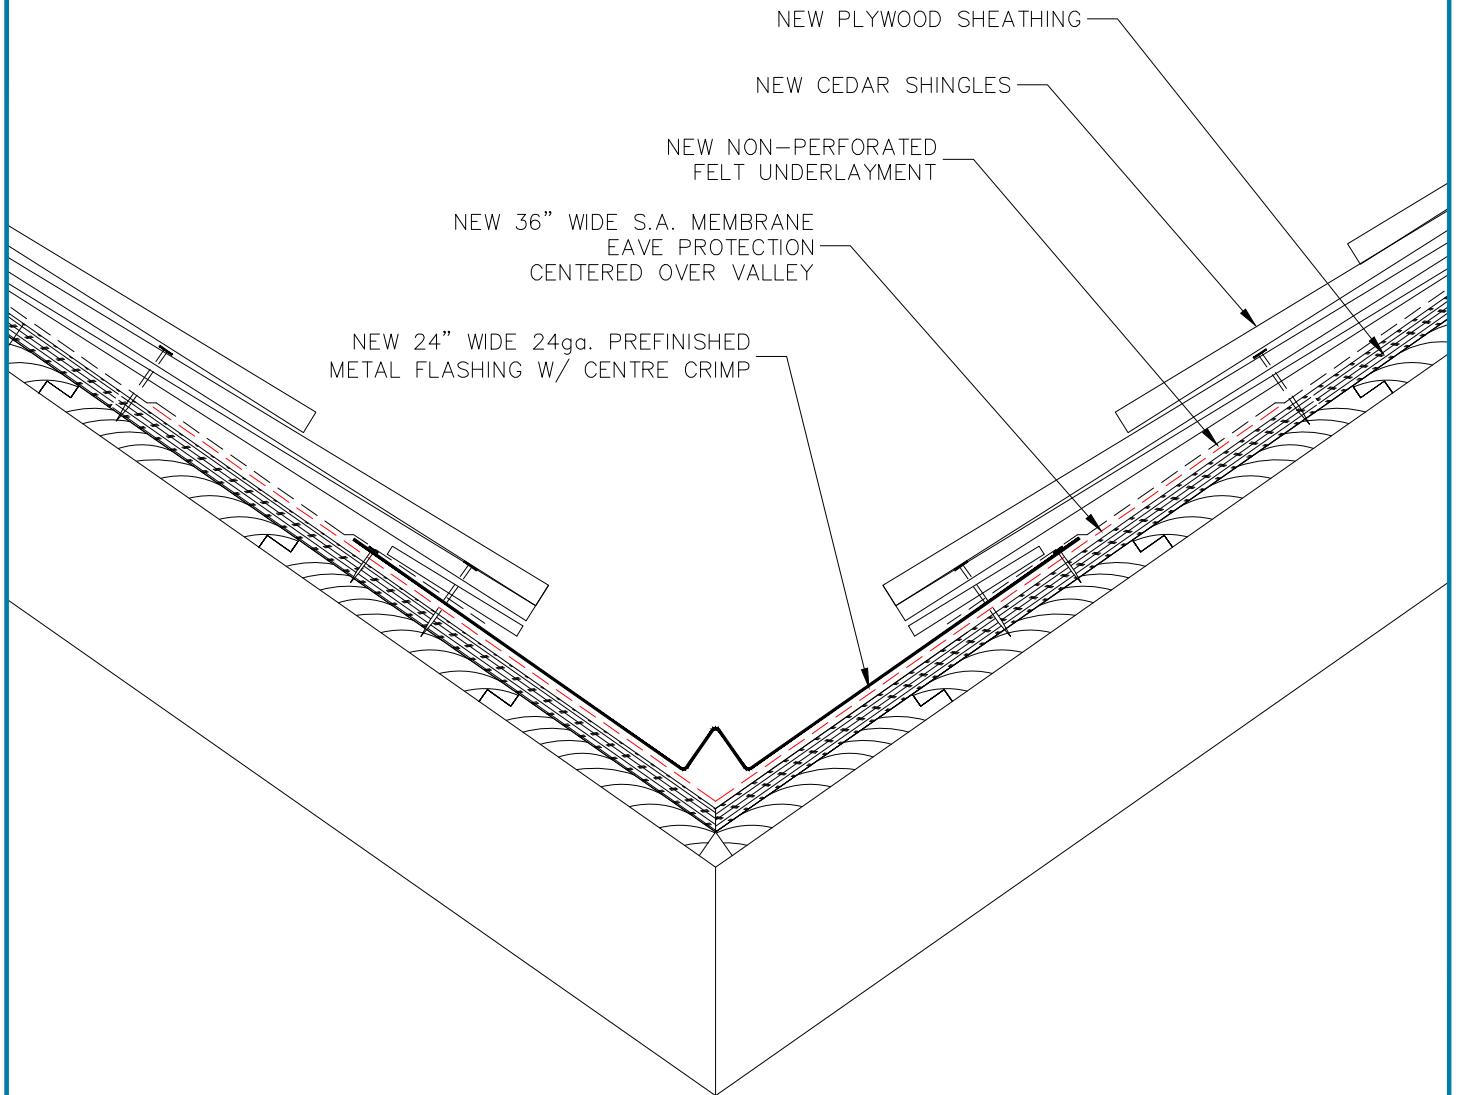 NEW PLYWOOD SHEATHING
NEW CEDAR SHINGLES
NEW NON-PERFORATED
FELT UNDERLAYMENT
NEW 36" WIDE S.A. MEMBRANE
EAVE PROTECTION
CENTERED OVER VALLEY
NEW 24" WIDE 24ga. PREFINISHED
METAL FLASHING W/ CENTRE CRIMP